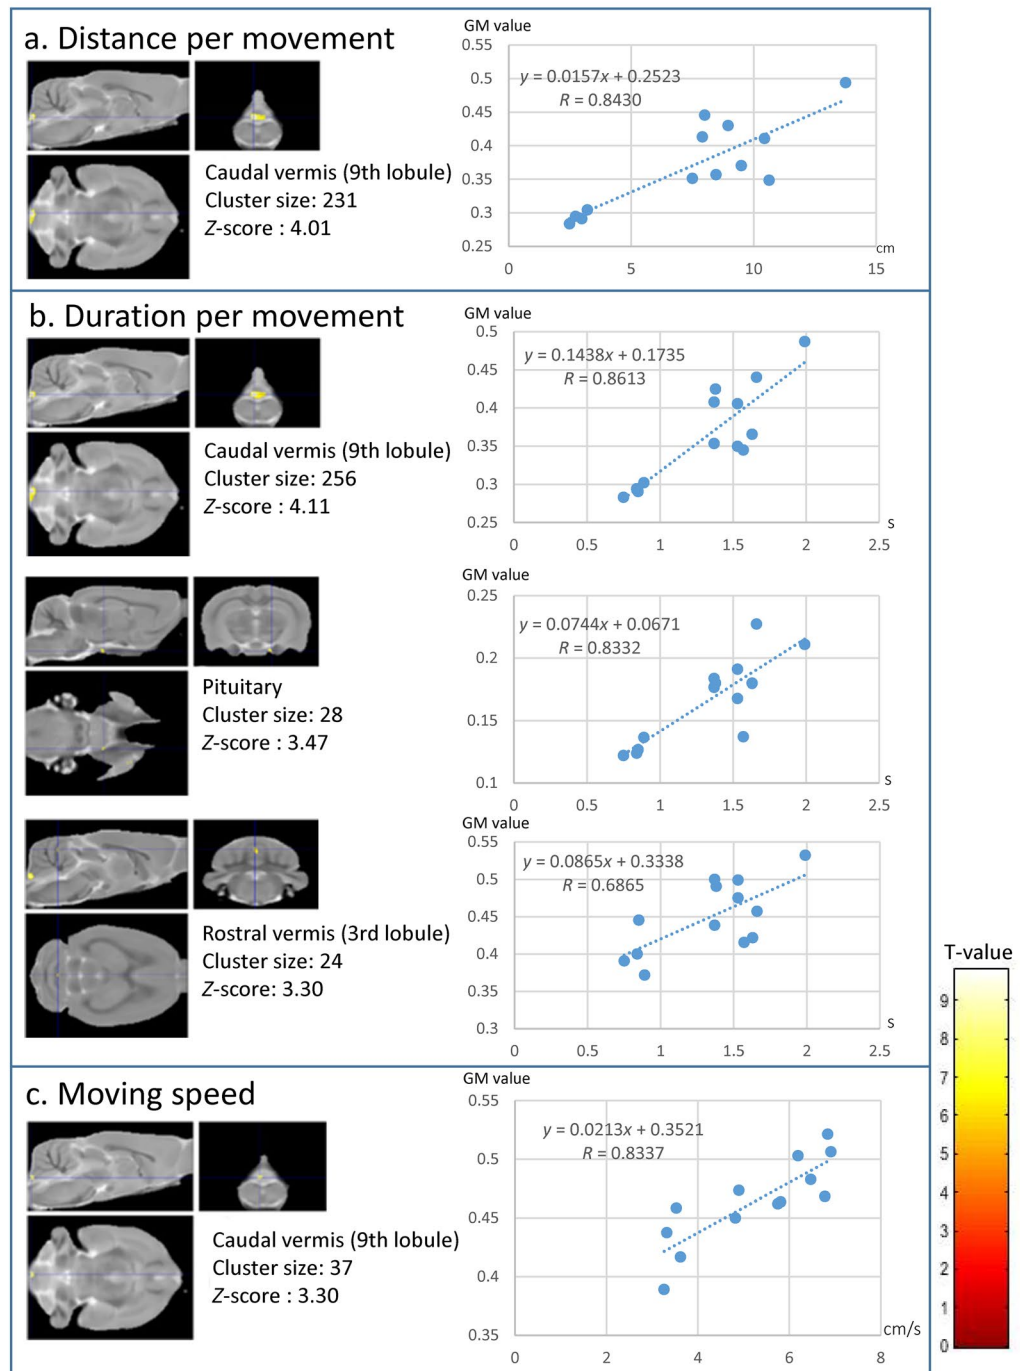 a. Distance per movement
GM value
0.55
0.5
0.45
0.4
0.35
0.3
0.25
y = 0.0157x + 0.2523
R = 0.8430
Caudal vermis (9th lobule)
Cluster size: 231
Z-score : 4.01
cm
0 5 10 15
b. Duration per movement
GM value
0.5
0.45
0.4
0.35
0.3
0.25
y = 0.1438x + 0.1735
R = 0.8613
Caudal vermis (9th lobule)
Cluster size: 256
Z-score : 4.11
s
0 0.5 1 1.5 2 2.5
GM value
0.25
0.2
0.15
0.1
y = 0.0744x + 0.0671
R = 0.8332
Pituitary
Cluster size: 28
Z-score : 3.47
s
0 0.5 1 1.5 2 2.5
GM value
0.55
0.5
0.45
0.4
0.35
0.3
y = 0.0865x + 0.3338
R = 0.6865
Rostral vermis (3rd lobule)
Cluster size: 24
Z-score: 3.30
s
0 0.5 1 1.5 2 2.5
c. Moving speed
GM value
0.55
0.5
0.45
0.4
0.35
y = 0.0213x + 0.3521
R = 0.8337
Caudal vermis (9th lobule)
Cluster size: 37
Z-score : 3.30
cm/s
0 2 4 6 8
T-value
9
8
7
6
5
4
3
2
1
0